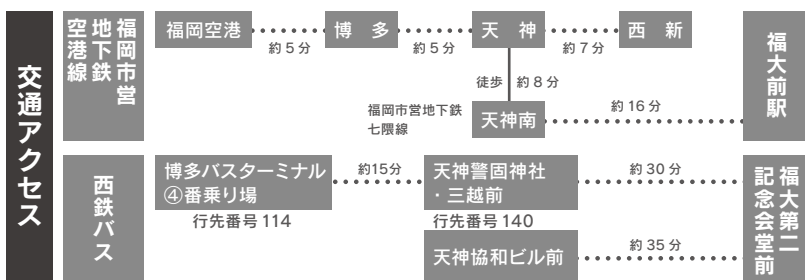 交通アクセス
福岡市営
地下鉄
空港線
福岡空港
約5分
博多
約5分
天神
約7分
西新
徒歩 約8分
福岡市営地下鉄
七隈線
天神南
約16分
福大前駅
西鉄バス
博多バスターミナル
④番乗り場
行先番号114
約15分
天神警固神社
・三越前
行先番号140
約30分
天神協和ビル前
約35分
福大第二
記念会堂前